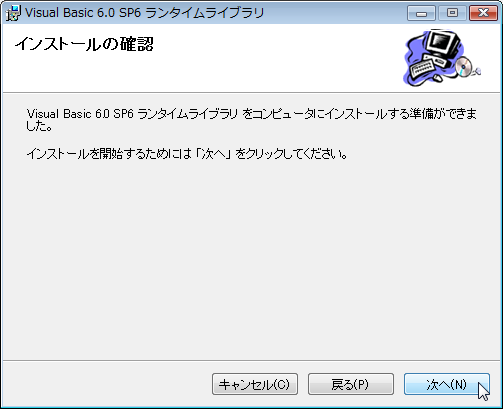 Visual Basic 6.0 SP6 ランタイムライブラリ
インストールの確認
Visual Basic 6.0 SP6 ランタイムライブラリ をコンピュータにインストールする準備ができま
した。
インストールを開始するためには「次へ」をクリックしてください。
キャンセル(C) 戻る(P) 次へ(N)